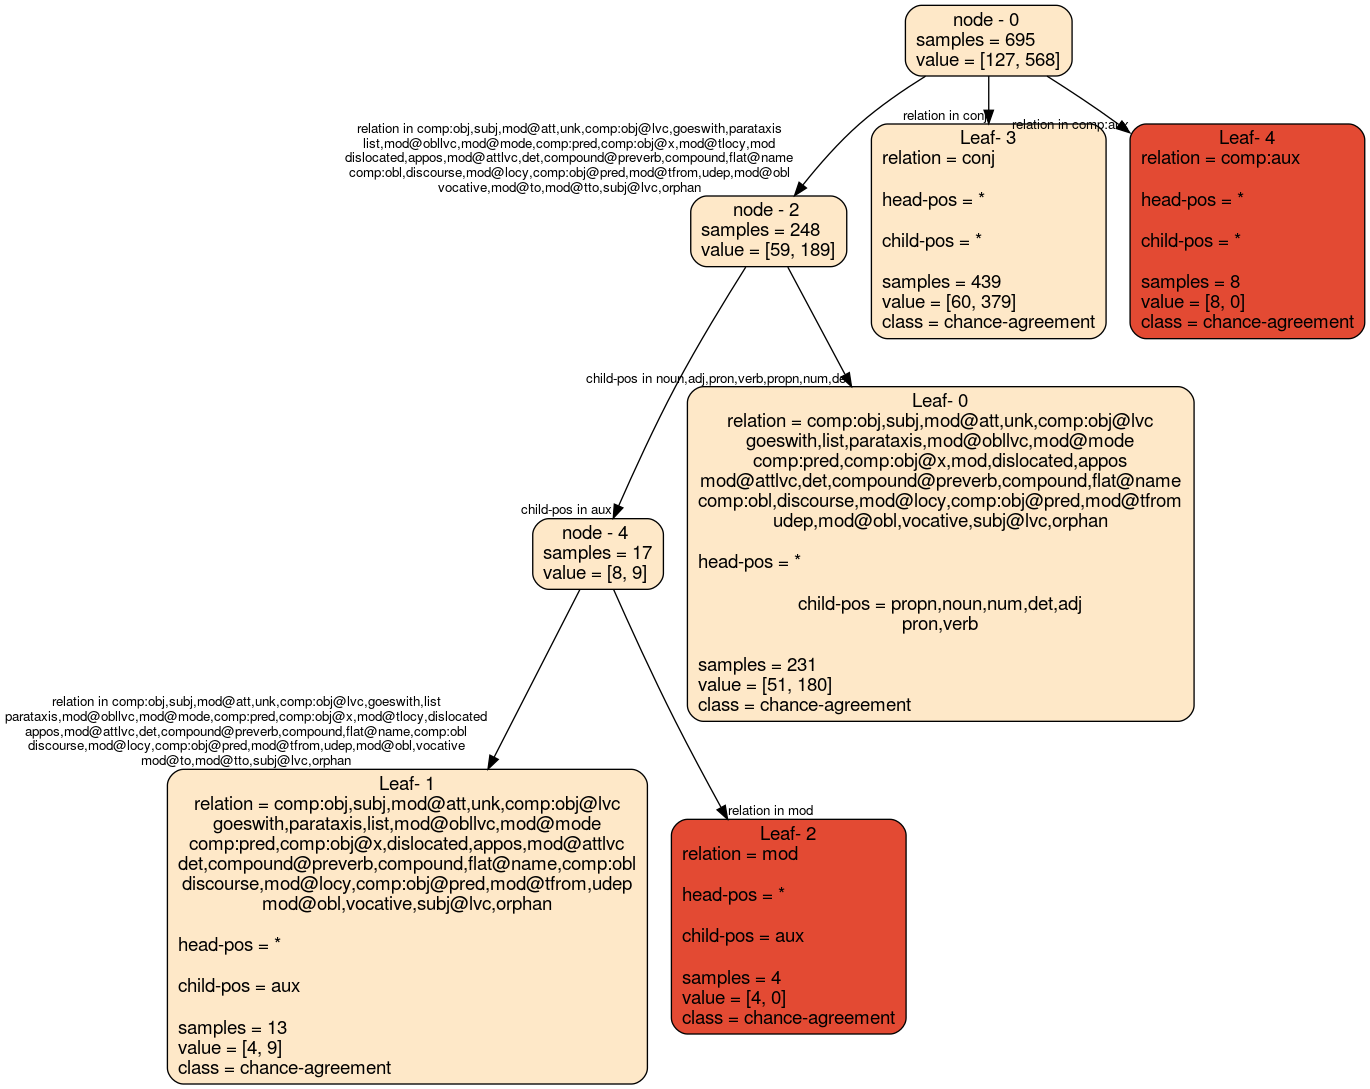 node - 0
samples = 695
value = [127, 568]
relation in comp:obj,subj,mod@att,unk,comp:obj@lvc,goeswith,parataxis
list,mod@obllvc,mod@mode,comp:pred,comp:obj@x,mod@tlocy,mod
dislocated,appos,mod@attlvc,det,compound@preverb,compound,flat@name
comp:obl,discourse,mod@locy,comp:obj@pred,mod@tfrom,udep,mod@obl
vocative,mod@to,mod@tto,subj@lvc,orphan
relation in conj
relation in comp:aux
node - 2
samples = 248
value = [59, 189]
Leaf- 3
relation = conj
head-pos = *
child-pos = *
samples = 439
value = [60, 379]
class = chance-agreement
Leaf- 4
relation = comp:aux
head-pos = *
child-pos = *
samples = 8
value = [8, 0]
class = chance-agreement
child-pos in aux
child-pos in noun,adj,pron,verb,propn,num,det
node - 4
samples = 17
value = [8, 9]
Leaf- 0
relation = comp:obj,subj,mod@att,unk,comp:obj@lvc
goeswith,list,parataxis,mod@obllvc,mod@mode
comp:pred,comp:obj@x,mod,dislocated,appos
mod@attlvc,det,compound@preverb,compound,flat@name
comp:obl,discourse,mod@locy,comp:obj@pred,mod@tfrom
udep,mod@obl,vocative,subj@lvc,orphan
head-pos = *
child-pos = propn,noun,num,det,adj
pron,verb
samples = 231
value = [51, 180]
class = chance-agreement
relation in comp:obj,subj,mod@att,unk,comp:obj@lvc,goeswith,list
parataxis,mod@obllvc,mod@mode,comp:pred,comp:obj@x,mod@tlocy,dislocated
appos,mod@attlvc,det,compound@preverb,compound,flat@name,comp:obl
discourse,mod@locy,comp:obj@pred,mod@tfrom,udep,mod@obl,vocative
mod@to,mod@tto,subj@lvc,orphan
relation in mod
Leaf- 1
relation = comp:obj,subj,mod@att,unk,comp:obj@lvc
goeswith,parataxis,list,mod@obllvc,mod@mode
comp:pred,comp:obj@x,dislocated,appos,mod@attlvc
det,compound@preverb,compound,flat@name,comp:obl
discourse,mod@locy,comp:obj@pred,mod@tfrom,udep
mod@obl,vocative,subj@lvc,orphan
head-pos = *
child-pos = aux
samples = 13
value = [4, 9]
class = chance-agreement
Leaf- 2
relation = mod
head-pos = *
child-pos = aux
samples = 4
value = [4, 0]
class = chance-agreement